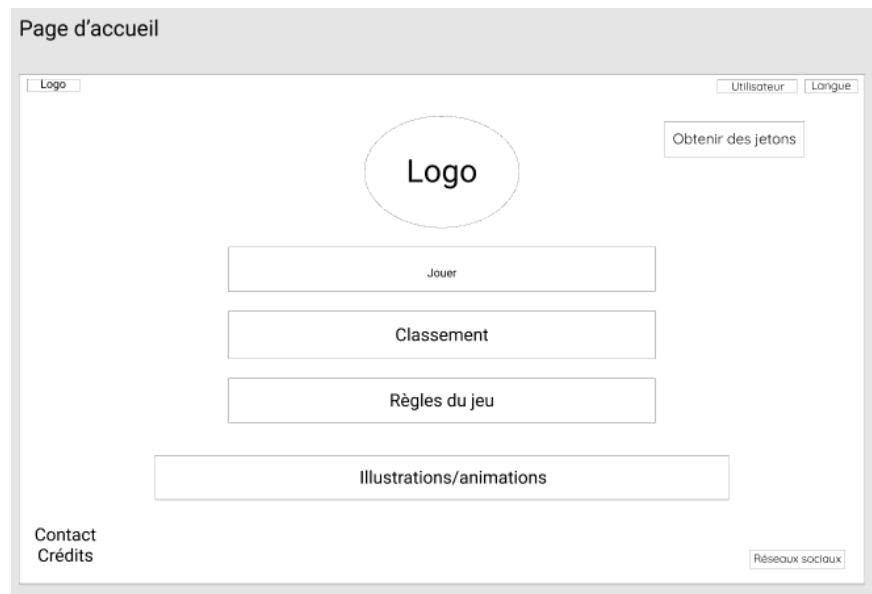 Page d'accueil
Logo
Utilisateur
Langue
Obtenir des jetons
Logo
Jouer
Classement
Règles du jeu
Illustrations/animations
Contact
Crédits
Réseaux sociaux